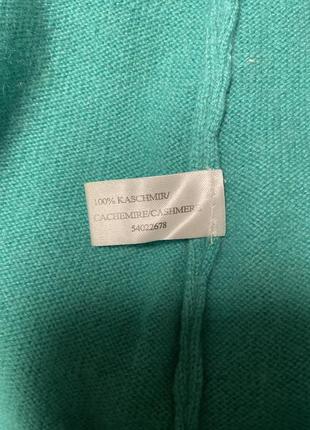 100% KASCHMIR/
CACHEMIRE/CASHMERE
54022678